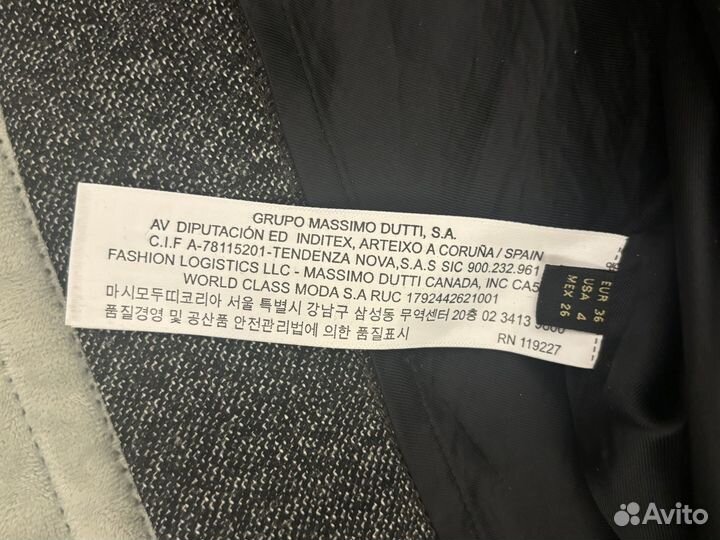 GRUPO MASSIMO DUTTI, S.A.
AV DIPUTACIÓN ED INDITEX, ARTEIXO A CORUÑA / SPAIN
C.I.F A-78115201-TENDENZA NOVA,S.A.S SIC 900.232.961
FASHION LOGISTICS LLC - MASSIMO DUTTI CANADA, INC CA5
WORLD CLASS MODA S.A RUC 1792442621001
마시모두띠코리아 서울 특별시 강남구 삼성동 무역센터 20층 02 3413
품질경영 및 공산품 안전관리법에 의한 품질표시
RN 119227
EUR 36
USA 4
MEX 26
Avito